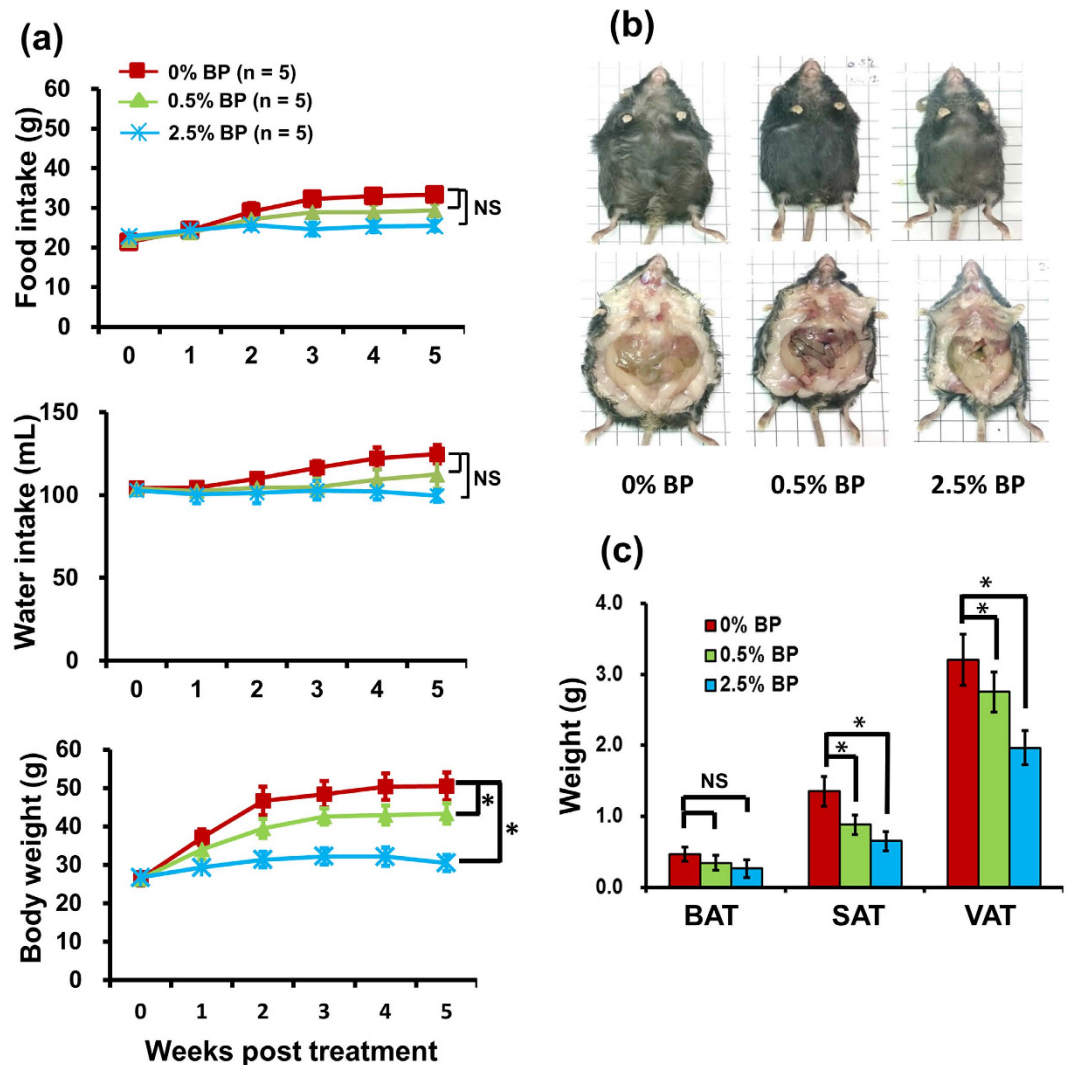 (a)
0% BP (n = 5)
0.5% BP (n = 5)
2.5% BP (n = 5)
Food intake (g)
60
50
40
30
20
10
0
NS
0 1 2 3 4 5
Water intake (mL)
150
100
50
0
NS
0 1 2 3 4 5
Body weight (g)
60
50
40
30
20
10
0
*
*
0 1 2 3 4 5
Weeks post treatment
(b)
0% BP 0.5% BP 2.5% BP
(c)
Weight (g)
4.0
3.0
2.0
1.0
0.0
0% BP
0.5% BP
2.5% BP
NS
*
*
*
*
BAT SAT VAT